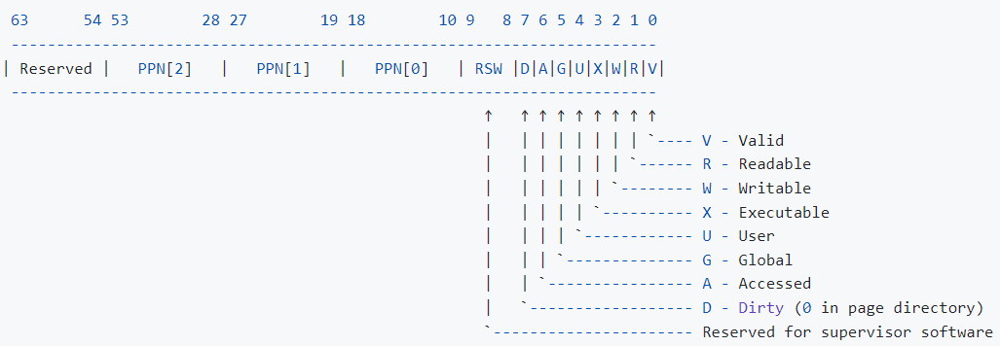 63      54 53        28 27        19 18        10 9   8 7 6 5 4 3 2 1 0
-----------------------------------------------------------------------
| Reserved |   PPN[2]   |   PPN[1]   |   PPN[0]   | RSW |D|A|G|U|X|W|R|V|
-----------------------------------------------------------------------
↑   ↑ ↑ ↑ ↑ ↑ ↑ ↑ ↑
|   | | | | | | | `---- V - Valid
|   | | | | | | `------ R - Readable
|   | | | | | `-------- W - Writable
|   | | | | `---------- X - Executable
|   | | | `------------ U - User
|   | | `-------------- G - Global
|   | `---------------- A - Accessed
|   `------------------ D - Dirty (0 in page directory)
`---------------------- Reserved for supervisor software